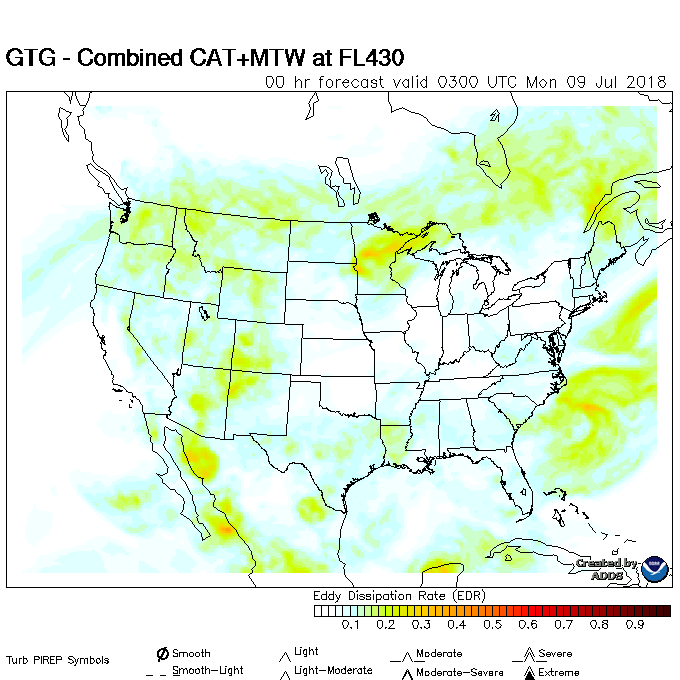 GTG - Combined CAT+MTW at FL430
00 hr forecast valid 0300 UTC Mon 09 Jul 2018
Created by
ADDS
Eddy Dissipation Rate (EDR)
0.1 0.2 0.3 0.4 0.5 0.6 0.7 0.8 0.9
Turb PIREP Symbols
Smooth Light Moderate Severe
Smooth-Light Light-Moderate Moderate-Severe Extreme